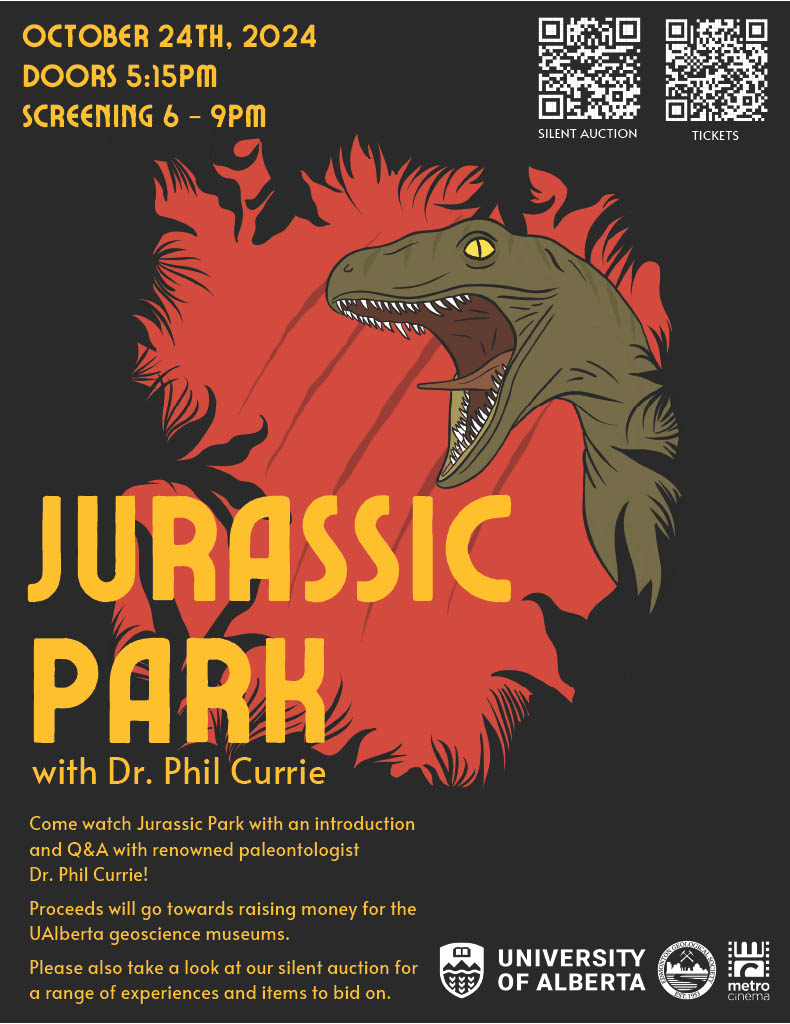 OCTOBER 24TH, 2024
DOORS 5:15PM
SCREENING 6 - 9PM
SILENT AUCTION
TICKETS
JURASSIC
PARK
with Dr. Phil Currie
Come watch Jurassic Park with an introduction
and Q&A with renowned paleontologist
Dr. Phil Currie!
Proceeds will go towards raising money for the
UAlberta geoscience museums.
Please also take a look at our silent auction for
a range of experiences and items to bid on.
UNIVERSITY
OF ALBERTA
EDMONTON GEOLOGICAL SOCIETY
metro
cinema